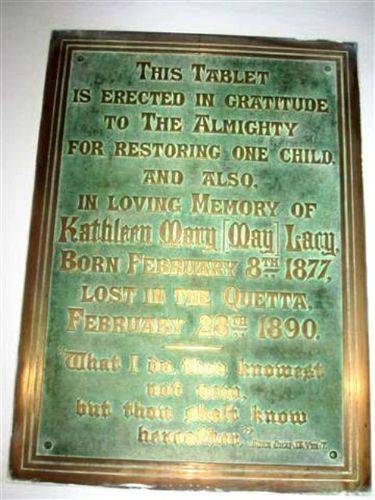 THIS TABLET
IS ERECTED IN GRATITUDE
TO THE ALMIGHTY
FOR RESTORING ONE CHILD,
AND ALSO,
IN LOVING MEMORY OF
Kathleen Mary [May] Lacy,
BORN FEBRUARY 8TH 1877,
LOST IN THE QUETTA,
FEBRUARY 28TH 1890.
"What I do, thou knowest
not now,
but thou shalt know
hereafter."